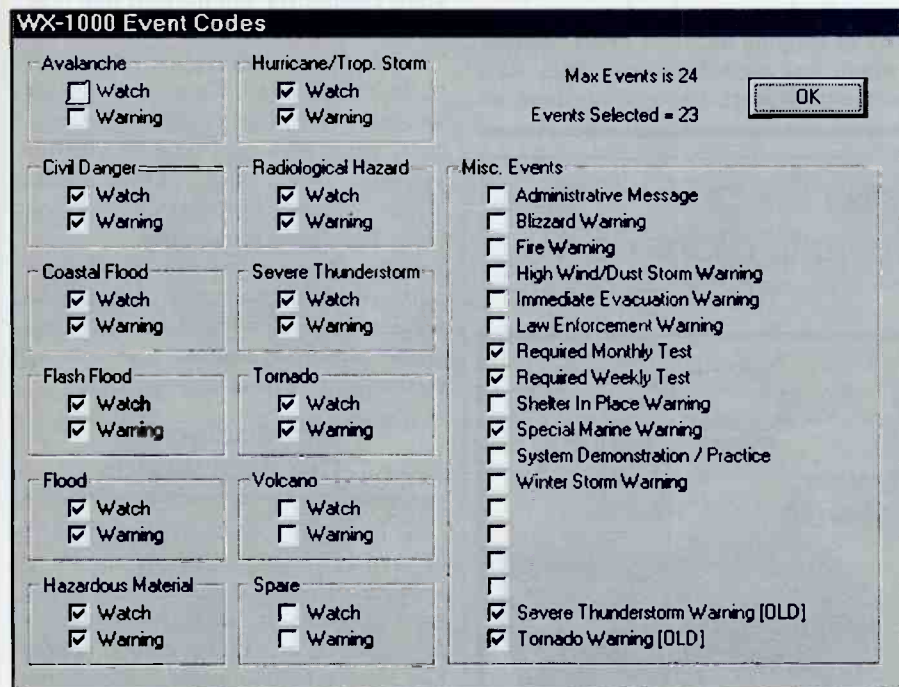 WX-1000 Event Codes
Avalanche
Watch
Warning
Civil Danger
Watch
Warning
Coastal Flood
Watch
Warning
Flash Flood
Watch
Warning
Flood
Watch
Warning
Hazardous Material
Watch
Warning
Hurricane/Trop. Storm
Watch
Warning
Radiological Hazard
Watch
Warning
Severe Thunderstorm
Watch
Warning
Tornado
Watch
Warning
Volcano
Watch
Warning
Spare
Watch
Warning
Max Events is 24
Events Selected = 23
OK
Misc. Events
Administrative Message
Blizzard Warning
Fire Warning
High Wind/Dust Storm Warning
Immediate Evacuation Warning
Law Enforcement Warning
Required Monthly Test
Required Weekly Test
Shelter In Place Warning
Special Marine Warning
System Demonstration / Practice
Winter Storm Warning
Severe Thunderstorm Warning [OLD]
Tornado Warning [OLD]